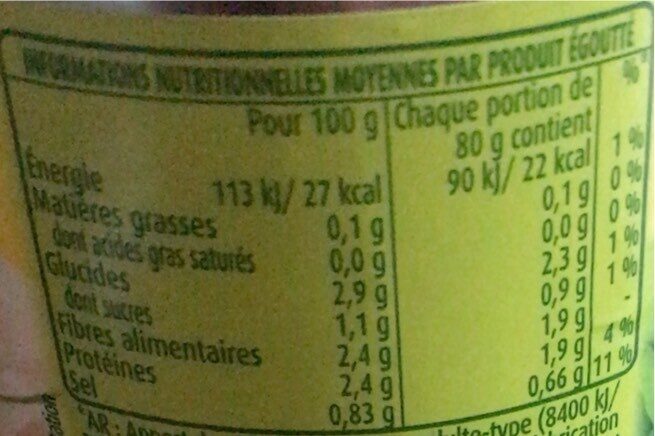 INFORMATIONS NUTRITIONNELLES MOYENNES PAR PRODUIT ÉGOUTTÉ
Pour 100 g Chaque portion de 80 g contient %*
Énergie 113 kJ/ 27 kcal 90 kJ/ 22 kcal 1 %
Matières grasses 0,1 g 0,1 g 0 %
dont acides gras saturés 0,0 g 0,0 g 0 %
Glucides 2,9 g 2,3 g 1 %
dont sucres 1,1 g 0,9 g 1 %
Fibres alimentaires 2,4 g 1,9 g -
Protéines 2,4 g 1,9 g 4 %
Sel 0,83 g 0,66 g 11 %
*AR : -type (8400 kJ/